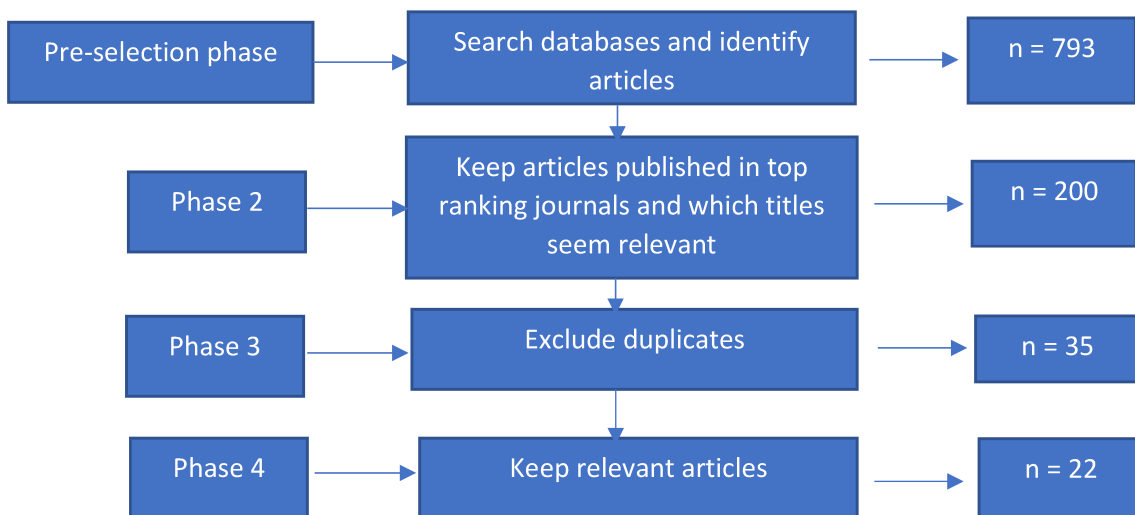 Pre-selection phase
Search databases and identify
articles
n = 793
Phase 2
Keep articles published in top
ranking journals and which titles
seem relevant
n = 200
Phase 3
Exclude duplicates
n = 35
Phase 4
Keep relevant articles
n = 22